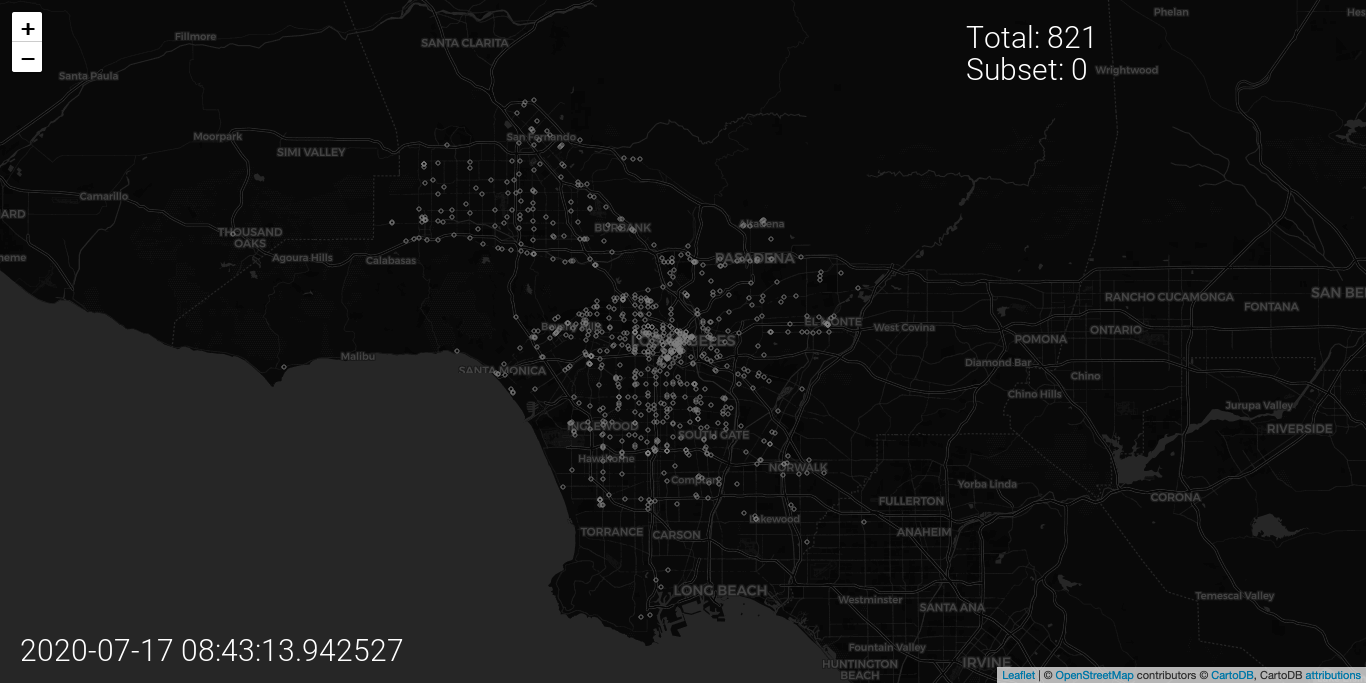 +
−
Total: 821
Subset: 0
Phelan
Hes
Fillmore
SANTA CLARITA
Santa Paula
Wrightwood
Moorpark
San Fernando
SIMI VALLEY
Camarillo
ARD
THOUSAND
OAKS
BURBANK
Altadena
neme
Agoura Hills
Calabasas
PASADENA
SAN BE
RANCHO CUCAMONGA
FONTANA
EL MONTE
West Covina
ONTARIO
POMONA
Malibu
SANTA MONICA
Diamond Bar
Chino
Chino Hills
Jurupa Valley
INGLEWOOD
SOUTH GATE
RIVERSIDE
Hawthorne
NORWALK
Compton
Yorba Linda
CORONA
FULLERTON
Lakewood
TORRANCE
CARSON
ANAHEIM
LONG BEACH
Westminster
SANTA ANA
Temescal Valley
2020-07-17 08:43:13.942527
Fountain Valley
HUNTINGTON
BEACH
IRVINE
Leaflet | © OpenStreetMap contributors © CartoDB, CartoDB attributions